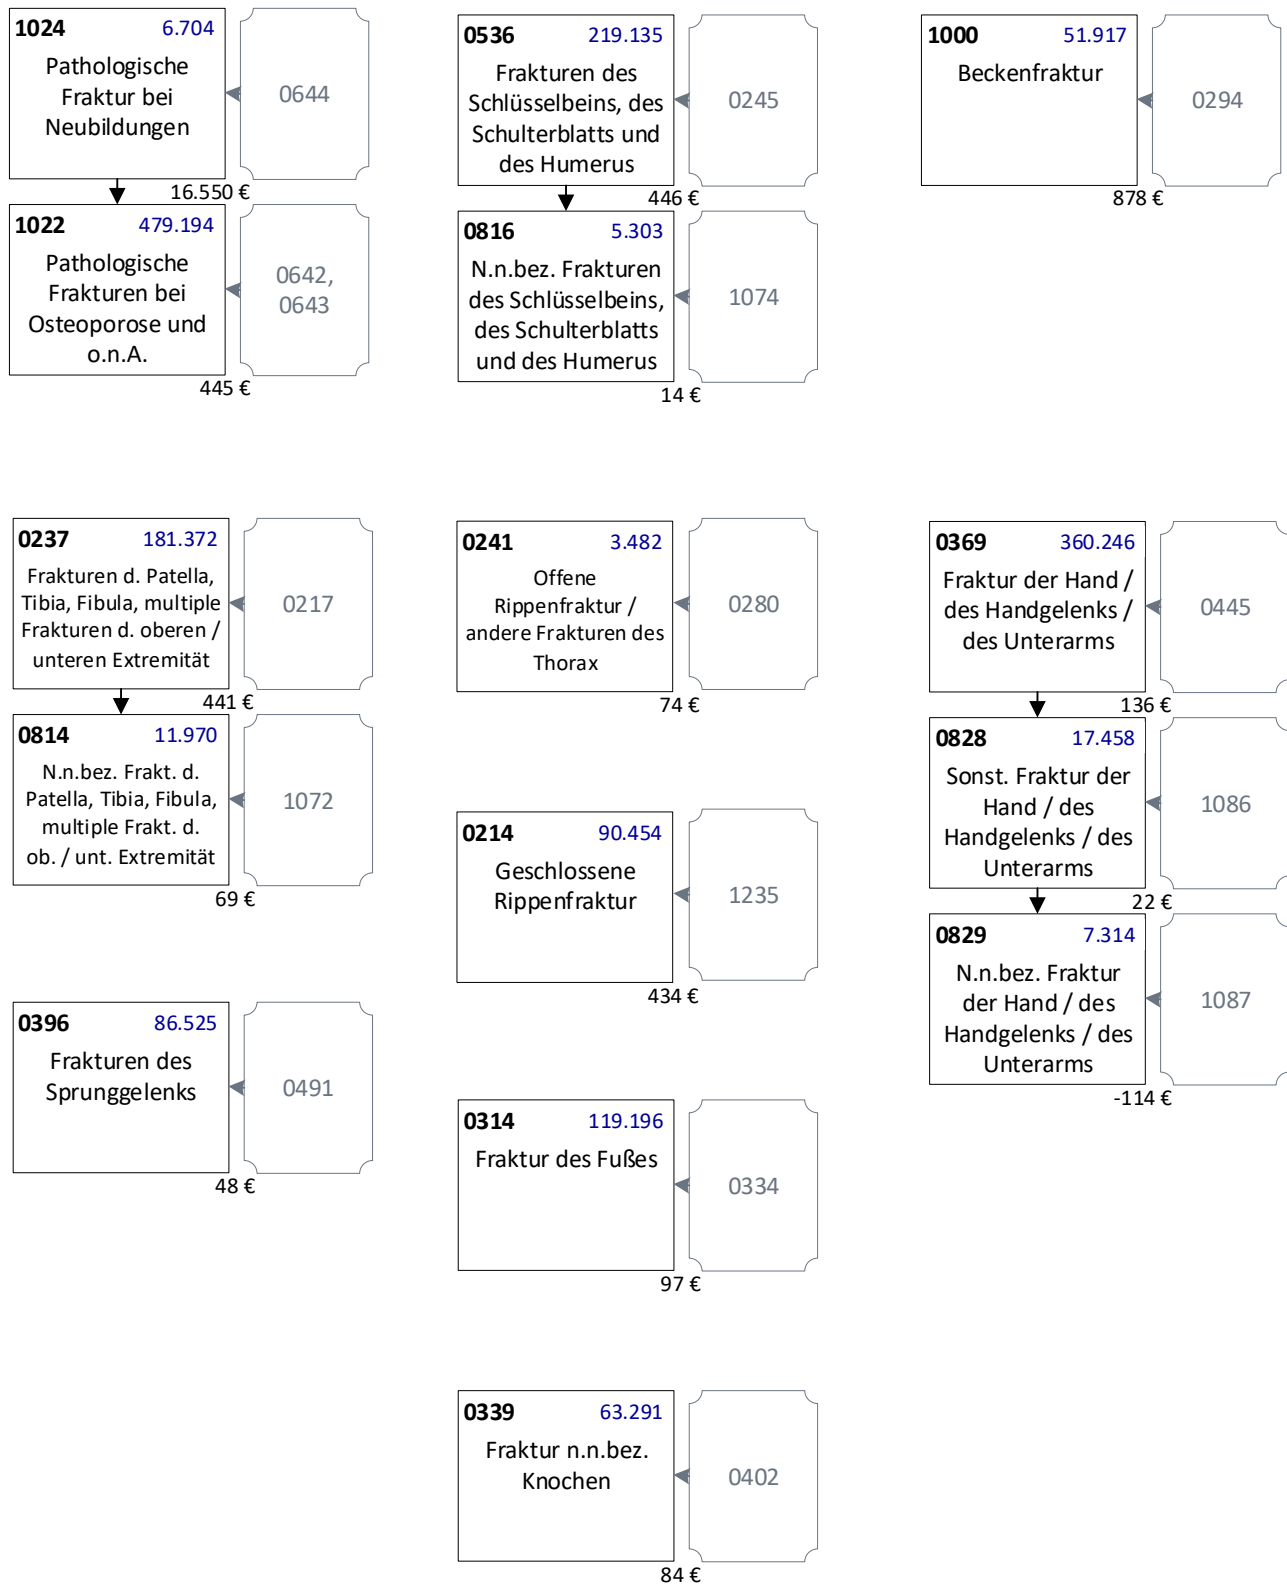 1024 6.704
Pathologische
Fraktur bei
Neubildungen
0644
16.550 €
1022 479.194
Pathologische
Frakturen bei
Osteoporose und
o.n.A.
0642,
0643
445 €
0536 219.135
Frakturen des
Schlüsselbeins, des
Schulterblatts und
des Humerus
0245
446 €
0816 5.303
N.n.bez. Frakturen
des Schlüsselbeins,
des Schulterblatts
und des Humerus
1074
14 €
1000 51.917
Beckenfraktur
0294
878 €
0237 181.372
Frakturen d. Patella,
Tibia, Fibula, multiple
Frakturen d. oberen /
unteren Extremität
0217
441 €
0814 11.970
N.n.bez. Frakt. d.
Patella, Tibia, Fibula,
multiple Frakt. d.
ob. / unt. Extremität
1072
69 €
0396 86.525
Frakturen des
Sprunggelenks
0491
48 €
0241 3.482
Offene
Rippenfraktur /
andere Frakturen des
Thorax
0280
74 €
0214 90.454
Geschlossene
Rippenfraktur
1235
434 €
0314 119.196
Fraktur des Fußes
0334
97 €
0339 63.291
Fraktur n.n.bez.
Knochen
0402
84 €
0369 360.246
Fraktur der Hand /
des Handgelenks /
des Unterarms
0445
136 €
0828 17.458
Sonst. Fraktur der
Hand / des
Handgelenks / des
Unterarms
1086
22 €
0829 7.314
N.n.bez. Fraktur
der Hand / des
Handgelenks / des
Unterarms
1087
-114 €